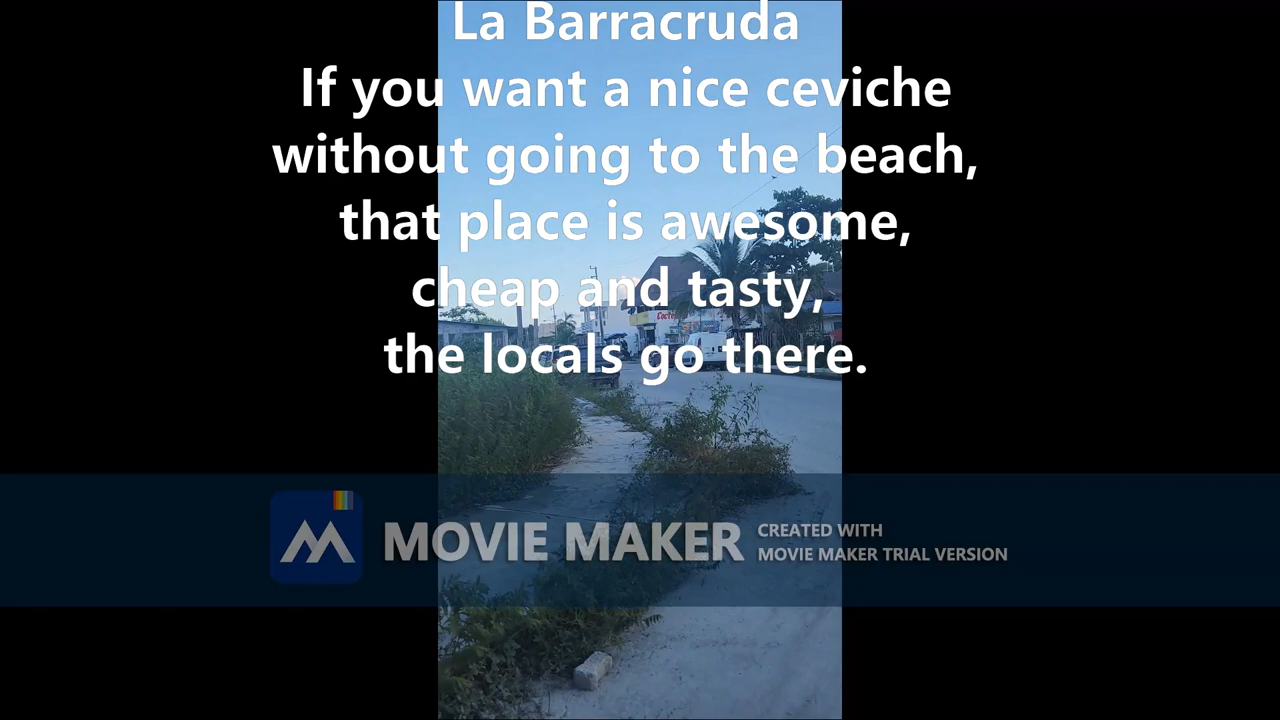 La Barracruda
If you want a nice ceviche
without going to the beach,
that place is awesome,
cheap and tasty,
the locals go there.
MOVIE MAKER
CREATED WITH
MOVIE MAKER TRIAL VERSION